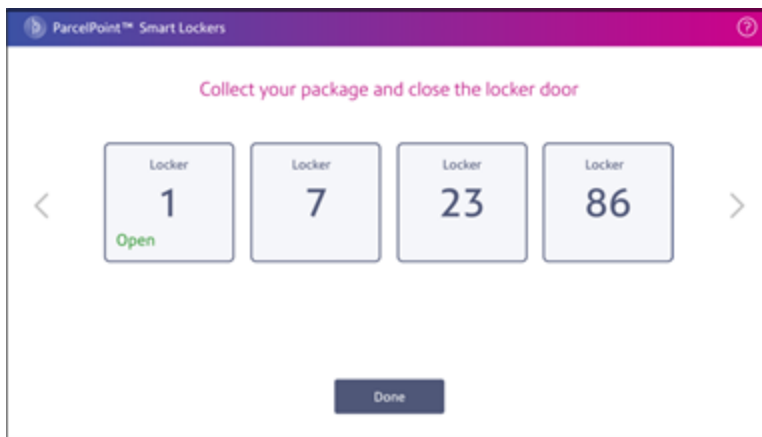 ParcelPoint™ Smart Lockers
Collect your package and close the locker door
Locker Locker Locker Locker
1 7 23 86
Open
Done